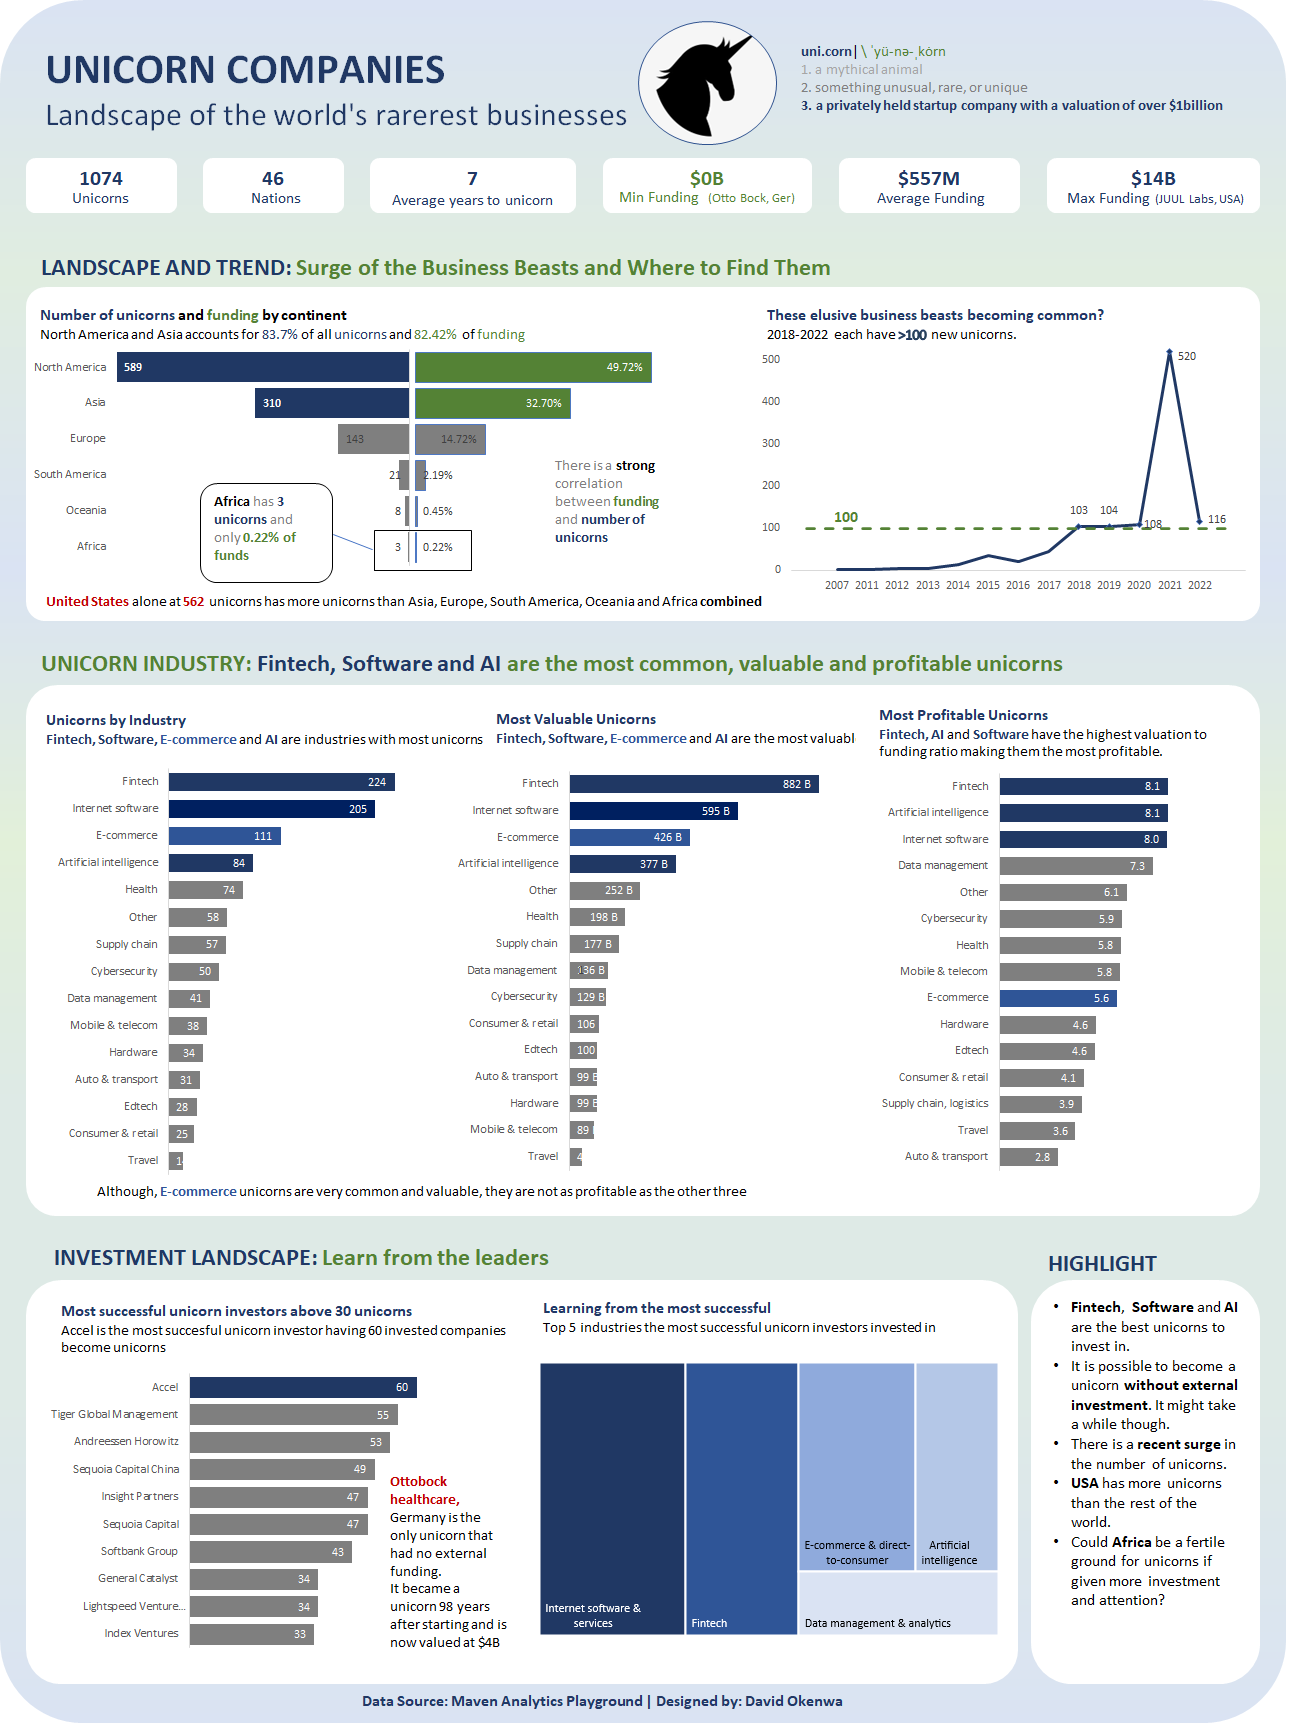 UNICORN COMPANIES
Landscape of the world's rarerest businesses
uni.corn| \ ˈyü-nə-ˌkȯrn
1. a mythical animal
2. something unusual, rare, or unique
3. a privately held startup company with a valuation of over $1billion
1074
Unicorns
46
Nations
7
Average years to unicorn
$0B
Min Funding (Otto Bock, Ger)
$557M
Average Funding
$14B
Max Funding (JUUL Labs, USA)
LANDSCAPE AND TREND: Surge of the Business Beasts and Where to Find Them
Number of unicorns and funding by continent
North America and Asia accounts for 83.7% of all unicorns and 82.42% of funding
North America 589 49.72%
Asia 310 32.70%
Europe 143 14.72%
South America 21 2.19%
Oceania 8 0.45%
Africa 3 0.22%
Africa has 3
unicorns and
only 0.22% of
funds
There is a strong
correlation
between funding
and number of
unicorns
United States alone at 562 unicorns has more unicorns than Asia, Europe, South America, Oceania and Africa combined
These elusive business beasts becoming common?
2018-2022 each have >100 new unicorns.
500
400
300
200
100
0
100
103 104 108 520 116
2007 2011 2012 2013 2014 2015 2016 2017 2018 2019 2020 2021 2022
UNICORN INDUSTRY: Fintech, Software and AI are the most common, valuable and profitable unicorns
Unicorns by Industry
Fintech, Software, E-commerce and AI are industries with most unicorns
Fintech 224
Internet software 205
E-commerce 111
Artificial intelligence 84
Health 74
Other 58
Supply chain 57
Cybersecurity 50
Data management 41
Mobile & telecom 38
Hardware 34
Auto & transport 31
Edtech 28
Consumer & retail 25
Travel
Most Valuable Unicorns
Fintech, Software, E-commerce and AI are the most valuabl
Fintech 882 B
Internet software 595 B
E-commerce 426 B
Artificial intelligence 377 B
Other 252 B
Health 198 B
Supply chain 177 B
Data management 136 B
Cybersecurity 129 B
Consumer & retail 106
Edtech 100
Auto & transport 99
Hardware 99
Mobile & telecom 89
Travel
Most Profitable Unicorns
Fintech, AI and Software have the highest valuation to
funding ratio making them the most profitable.
Fintech 8.1
Artificial intelligence 8.1
Internet software 8.0
Data management 7.3
Other 6.1
Cybersecurity 5.9
Health 5.8
Mobile & telecom 5.8
E-commerce 5.6
Hardware 4.6
Edtech 4.6
Consumer & retail 4.1
Supply chain, logistics 3.9
Travel 3.6
Auto & transport 2.8
Although, E-commerce unicorns are very common and valuable, they are not as profitable as the other three
INVESTMENT LANDSCAPE: Learn from the leaders
Most successful unicorn investors above 30 unicorns
Accel is the most succesful unicorn investor having 60 invested companies
become unicorns
Accel 60
Tiger Global Management 55
Andreessen Horowitz 53
Sequoia Capital China 49
Insight Partners 47
Sequoia Capital 47
Softbank Group 43
General Catalyst 34
Lightspeed Venture... 34
Index Ventures 33
Ottobock
healthcare,
Germany is the
only unicorn that
had no external
funding.
It became a
unicorn 98 years
after starting and is
now valued at $4B
Learning from the most successful
Top 5 industries the most successful unicorn investors invested in
Internet software &
services
Fintech
E-commerce & direct-
to-consumer
Artificial
intelligence
Data management & analytics
HIGHLIGHT
• Fintech, Software and AI
are the best unicorns to
invest in.
• It is possible to become a
unicorn without external
investment. It might take
a while though.
• There is a recent surge in
the number of unicorns.
• USA has more unicorns
than the rest of the
world.
• Could Africa be a fertile
ground for unicorns if
given more investment
and attention?
Data Source: Maven Analytics Playground | Designed by: David Okenwa